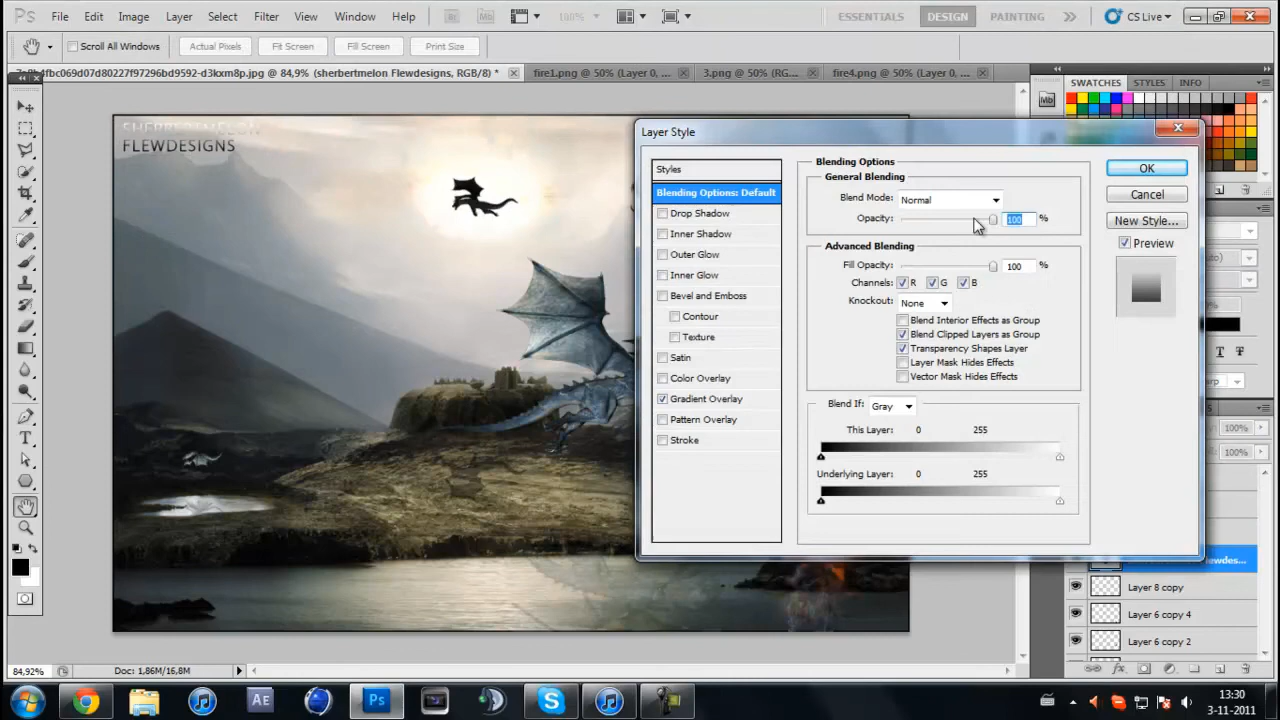 Ps File Edit Image Layer Select Filter View Window Help Br Mb 100% ESSENTIALS DESIGN PAINTING CS Live
Scroll All Windows Actual Pixels Fit Screen Fill Screen Print Size
(sherbertmelon Flewdesigns, RGB/8) * fire1.png @ 50% (Layer 0, ... 3.png @ 50% (RG... fire4.png @ 50% (Layer 0, ...
SWATCHES STYLES INFO
SHERBERTMELON
FLEWDESIGNS
Layer Style
Styles
Blending Options: Default
Drop Shadow
Inner Shadow
Outer Glow
Inner Glow
Bevel and Emboss
Contour
Texture
Satin
Color Overlay
Gradient Overlay
Pattern Overlay
Stroke
Blending Options
General Blending
Blend Mode: Normal
Opacity: 100 %
Advanced Blending
Fill Opacity: 100 %
Channels: R G B
Knockout: None
Blend Interior Effects as Group
Blend Clipped Layers as Group
Transparency Shapes Layer
Layer Mask Hides Effects
Vector Mask Hides Effects
Blend If: Gray
This Layer: 0 255
Underlying Layer: 0 255
OK
Cancel
New Style...
Preview
100%
100%
Flewdes...
Layer 8 copy
Layer 6 copy 4
Layer 6 copy 2
84,92% Doc: 1,86M/16,8M
AE Ps
13:30
3-11-2011